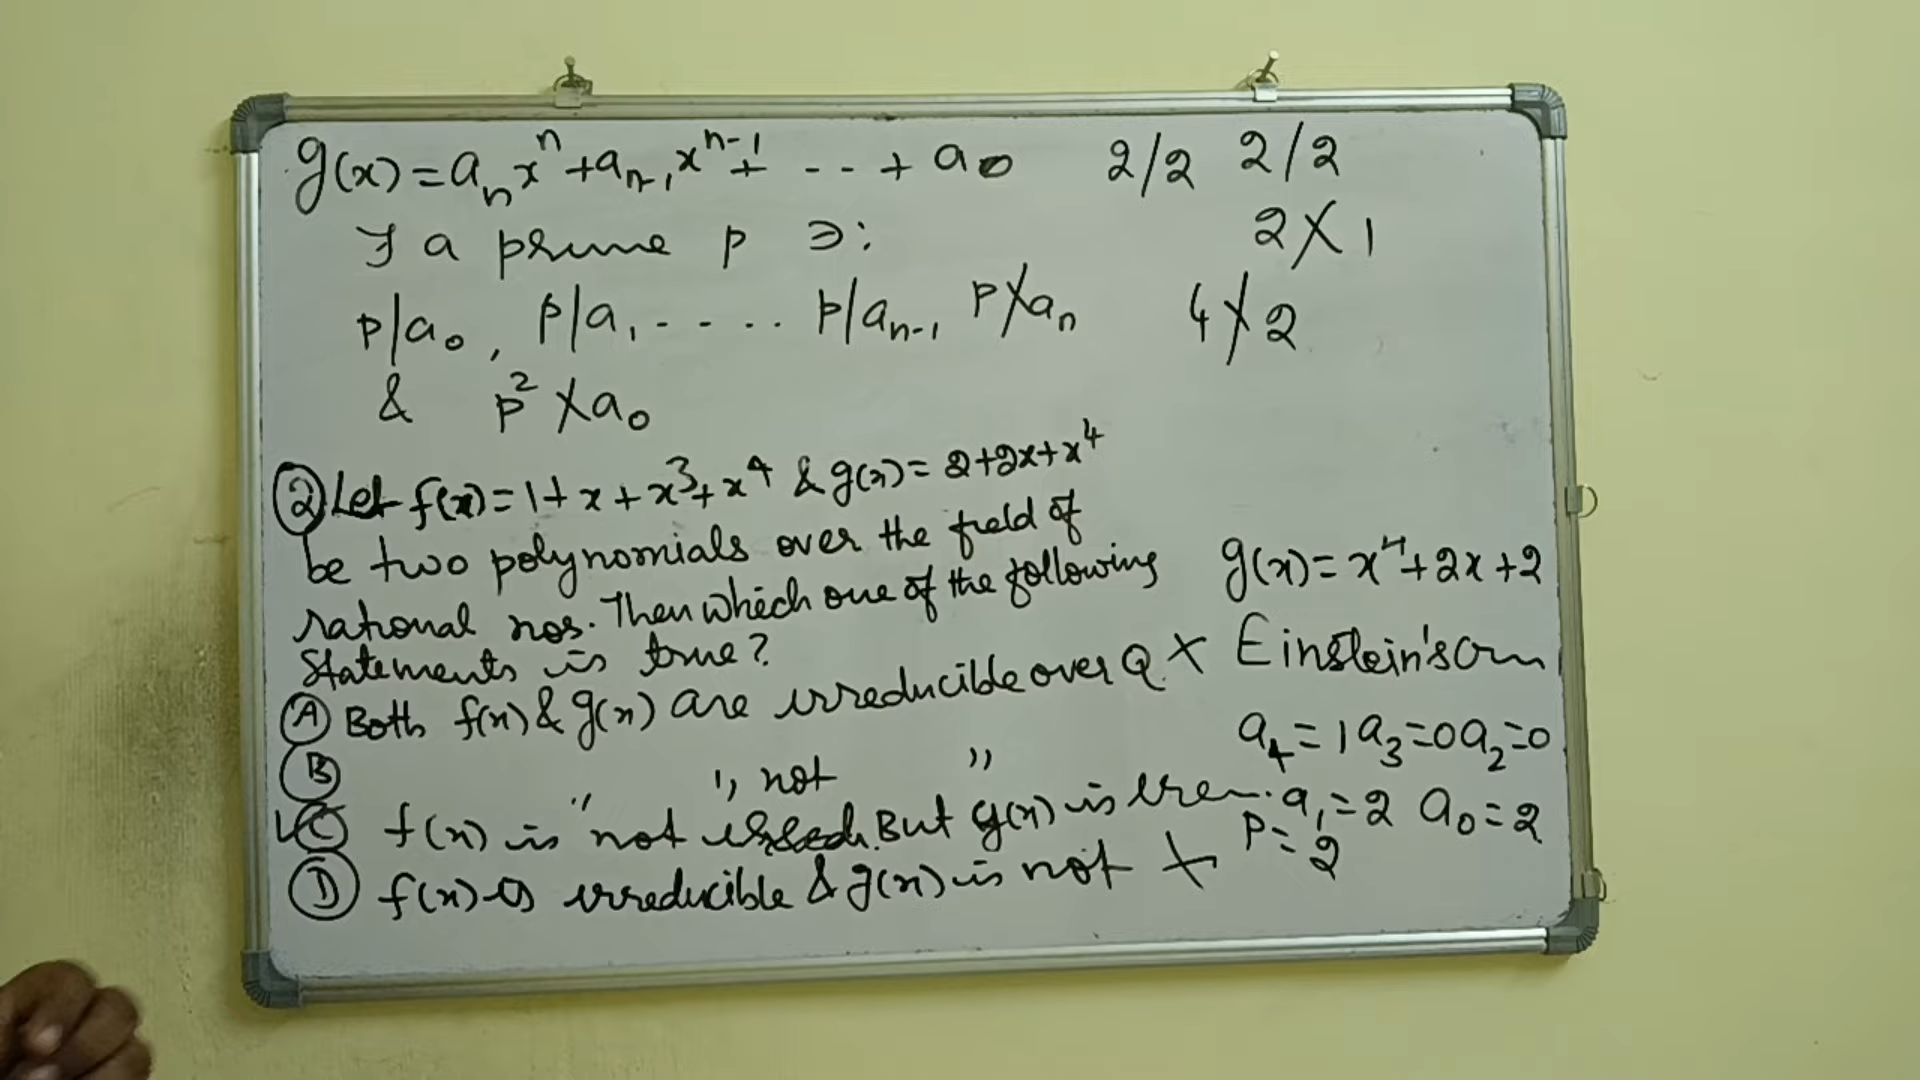 g(x) = aₙxⁿ + aₙ₋₁xⁿ⁻¹ + - - + a₀
∃ a prime p ∋:
p/a₀, p/a₁ - - - - p/aₙ₋₁ p∤aₙ
& p² ∤ a₀
2/2 2/2
2 ∤ 1
4 ∤ 2
② Let f(x) = 1 + x + x³ + x⁴ & g(x) = 2+2x+x⁴
be two polynomials over the field of
rational nos. Then which one of the following
Statements is true?
Ⓐ Both f(x) & g(x) are irreducible over Q. ×
Ⓑ " " not "
✓Ⓒ f(x) is not But g(x) is irre
Ⓓ f(x) is irreducible & g(x) is not ×
g(x) = x⁴ + 2x + 2
Einstein's
a₄ = 1 a₃ = 0 a₂ = 0
a₁ = 2 a₀ = 2
P = 2